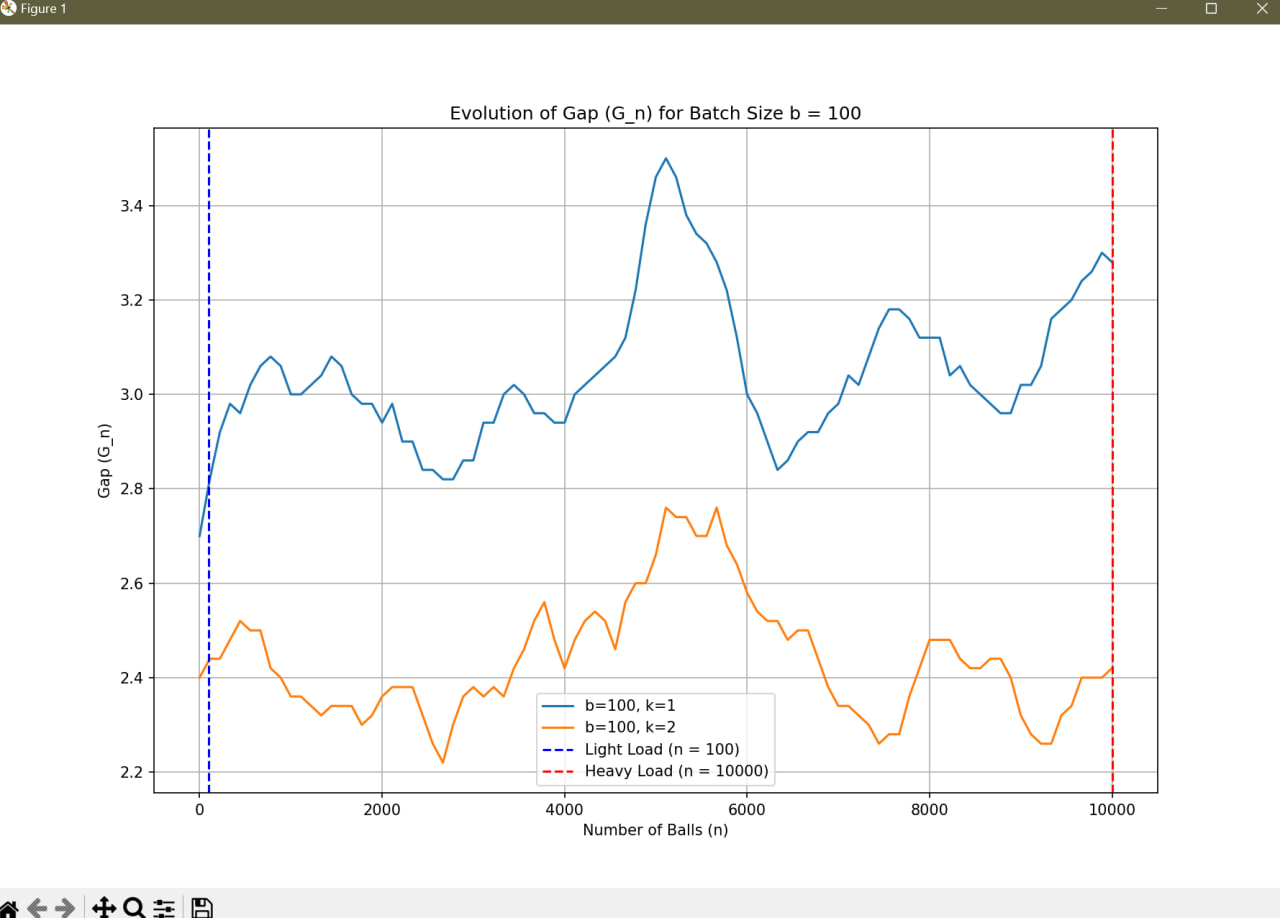 Figure 1
Evolution of Gap (G_n) for Batch Size b = 100
Gap (G_n)
3.4
3.2
3.0
2.8
2.6
2.4
2.2
b=100, k=1
b=100, k=2
Light Load (n = 100)
Heavy Load (n = 10000)
0 2000 4000 6000 8000 10000
Number of Balls (n)